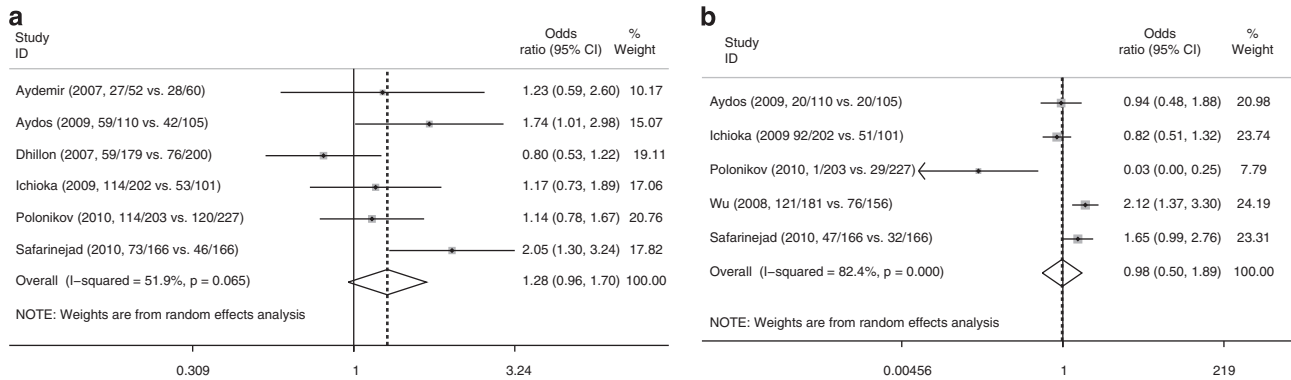 a
Study ID
Odds ratio (95% CI)
% Weight
Aydemir (2007, 27/52 vs. 28/60) 1.23 (0.59, 2.60) 10.17
Aydos (2009, 59/110 vs. 42/105) 1.74 (1.01, 2.98) 15.07
Dhillon (2007, 59/179 vs. 76/200) 0.80 (0.53, 1.22) 19.11
Ichioka (2009, 114/202 vs. 53/101) 1.17 (0.73, 1.89) 17.06
Polonikov (2010, 114/203 vs. 120/227) 1.14 (0.78, 1.67) 20.76
Safarinejad (2010, 73/166 vs. 46/166) 2.05 (1.30, 3.24) 17.82
Overall (I-squared = 51.9%, p = 0.065) 1.28 (0.96, 1.70) 100.00
NOTE: Weights are from random effects analysis
0.309 1 3.24
b
Study ID
Odds ratio (95% CI)
% Weight
Aydos (2009, 20/110 vs. 20/105) 0.94 (0.48, 1.88) 20.98
Ichioka (2009 92/202 vs. 51/101) 0.82 (0.51, 1.32) 23.74
Polonikov (2010, 1/203 vs. 29/227) 0.03 (0.00, 0.25) 7.79
Wu (2008, 121/181 vs. 76/156) 2.12 (1.37, 3.30) 24.19
Safarinejad (2010, 47/166 vs. 32/166) 1.65 (0.99, 2.76) 23.31
Overall (I-squared = 82.4%, p = 0.000) 0.98 (0.50, 1.89) 100.00
NOTE: Weights are from random effects analysis
0.00456 1 219